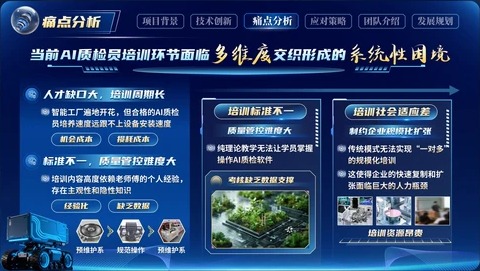 痛点分析
项目背景
技术创新
痛点分析
应对策略
团队介绍
发展规划
当前AI质检员培训环节面临多维度交织形成的系统性困境
人才缺口大，培训周期长
智能工厂遍地开花，但合格的AI质检
员培养速度远跟不上设备安装速度
机会成本
损耗成本
标准不一，质量管控难度大
培训内容高度依赖老师傅的个人经验，
存在主观性和隐性知识
经验化
缺乏数据
预维护系
规范操作
预维护系
培训标准不一
质量管控难度大
纯理论教学无法让学员掌握
操作AI质检软件
考核缺乏数据支撑
培训社会适应差
制约企业规模化扩张
传统模式无法实现“一对多”
的规模化培训
这使得企业的快速复制和扩
张面临巨大的人力瓶颈
培训资源昂贵